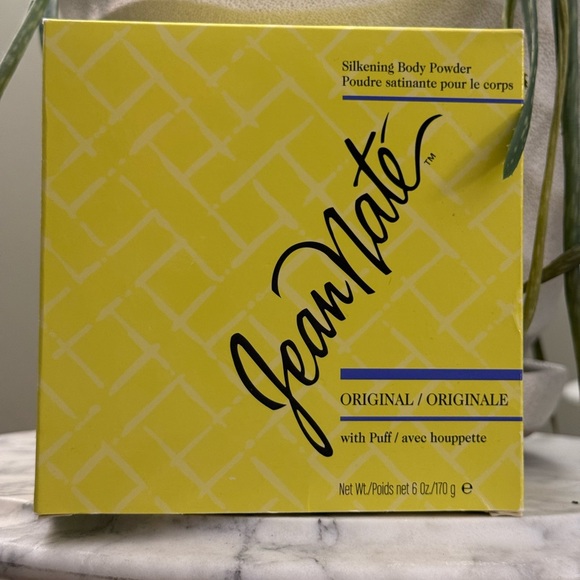 Silkening Body Powder
Poudre satinante pour le corps
Jean Naté™
ORIGINAL / ORIGINALE
with Puff / avec houppette
Net Wt./Poids net 6 Oz./170 g ℮